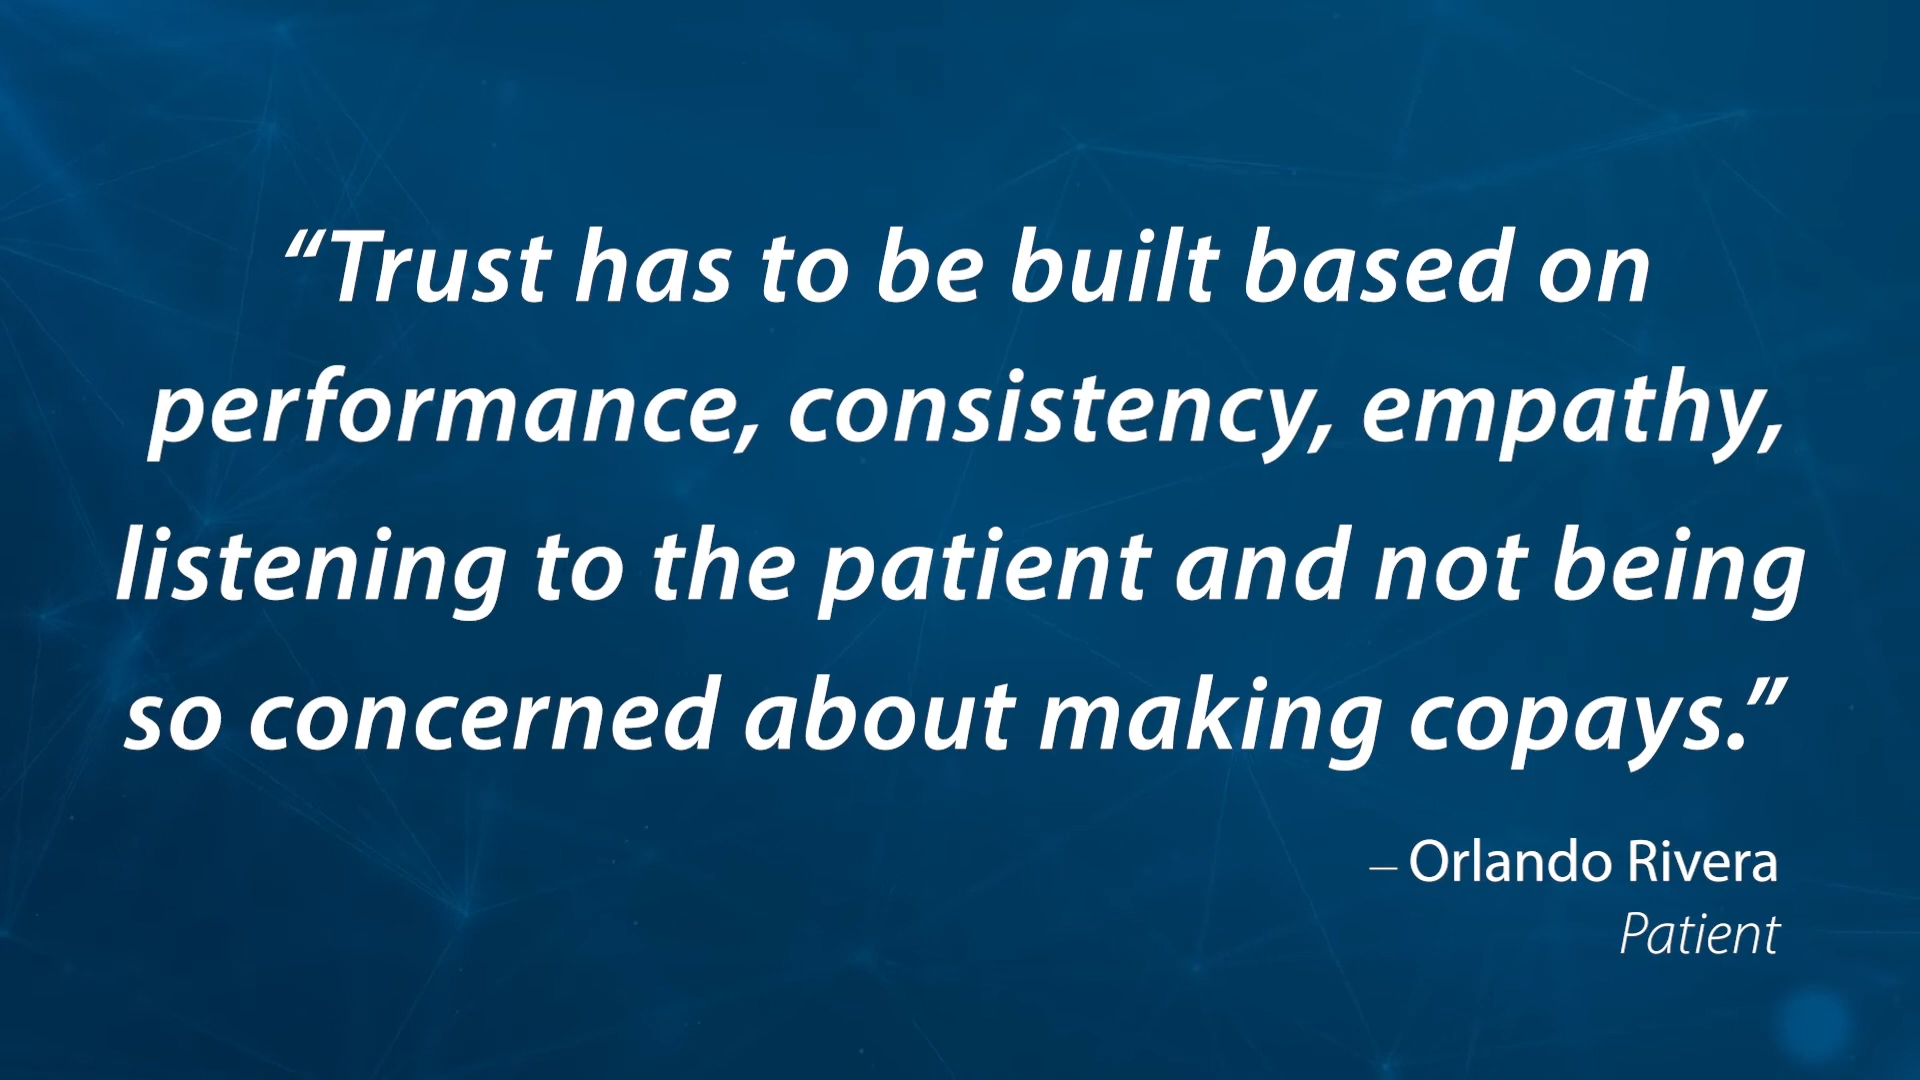 “Trust has to be built based on
performance, consistency, empathy,
listening to the patient and not being
so concerned about making copays.”
– Orlando Rivera
Patient